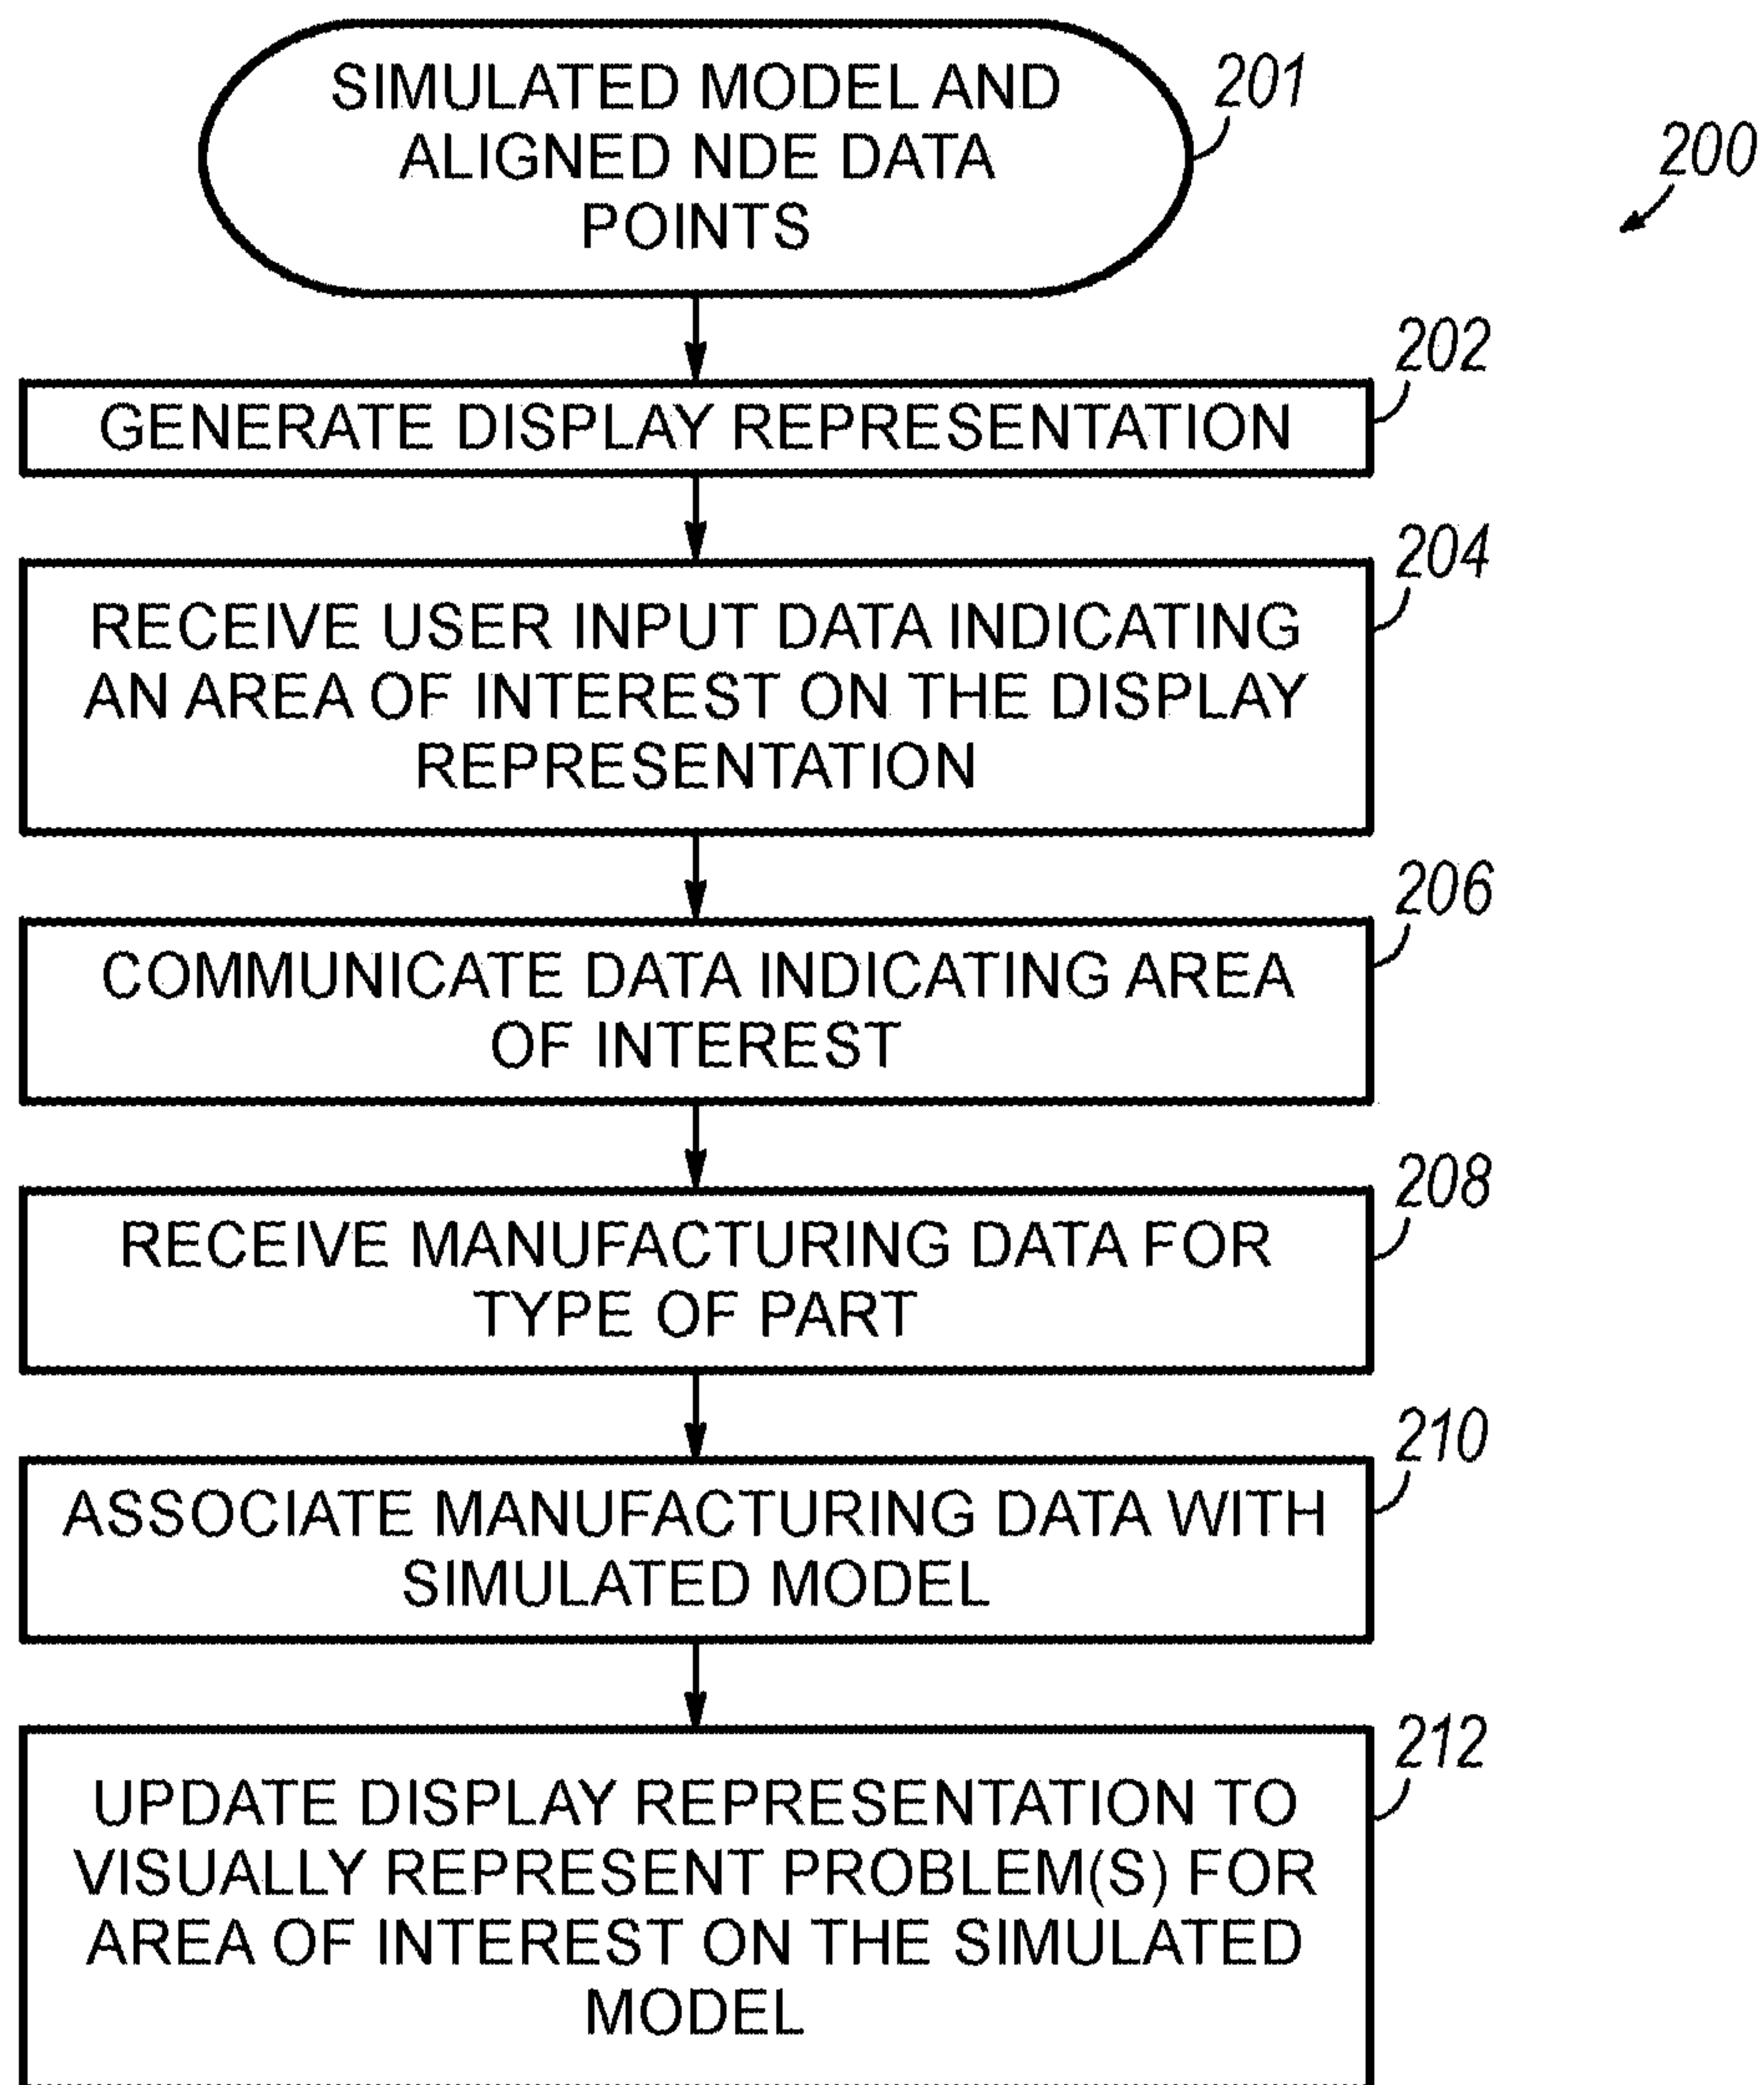 SIMULATED MODEL AND
ALIGNED NDE DATA
POINTS
201
200
GENERATE DISPLAY REPRESENTATION
202
RECEIVE USER INPUT DATA INDICATING
AN AREA OF INTEREST ON THE DISPLAY
REPRESENTATION
204
COMMUNICATE DATA INDICATING AREA
OF INTEREST
206
RECEIVE MANUFACTURING DATA FOR
TYPE OF PART
208
ASSOCIATE MANUFACTURING DATA WITH
SIMULATED MODEL
210
UPDATE DISPLAY REPRESENTATION TO
VISUALLY REPRESENT PROBLEM(S) FOR
AREA OF INTEREST ON THE SIMULATED
MODEL
212